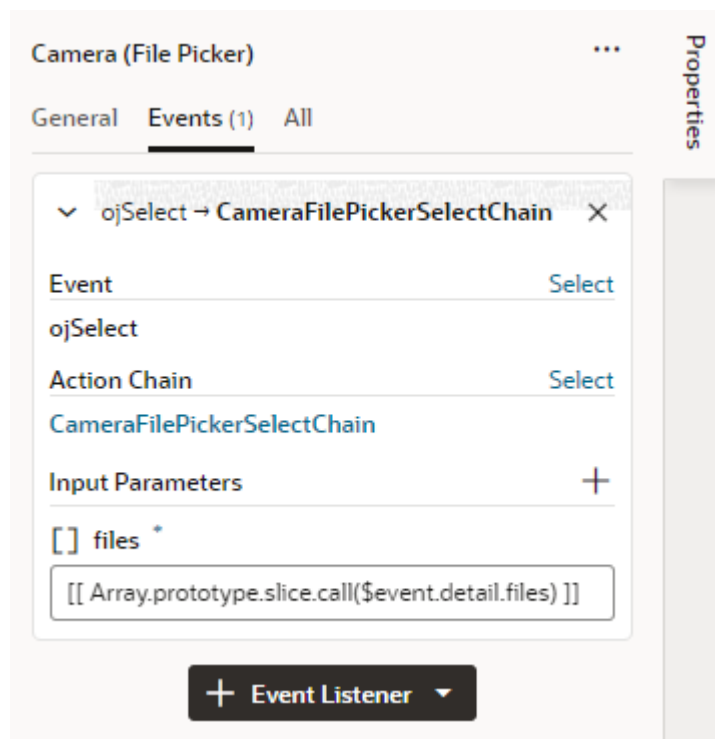 Camera (File Picker)
Properties
General Events (1) All
ojSelect → CameraFilePickerSelectChain
Event Select
ojSelect
Action Chain Select
CameraFilePickerSelectChain
Input Parameters
[] files *
[[ Array.prototype.slice.call($event.detail.files) ]]
+ Event Listener